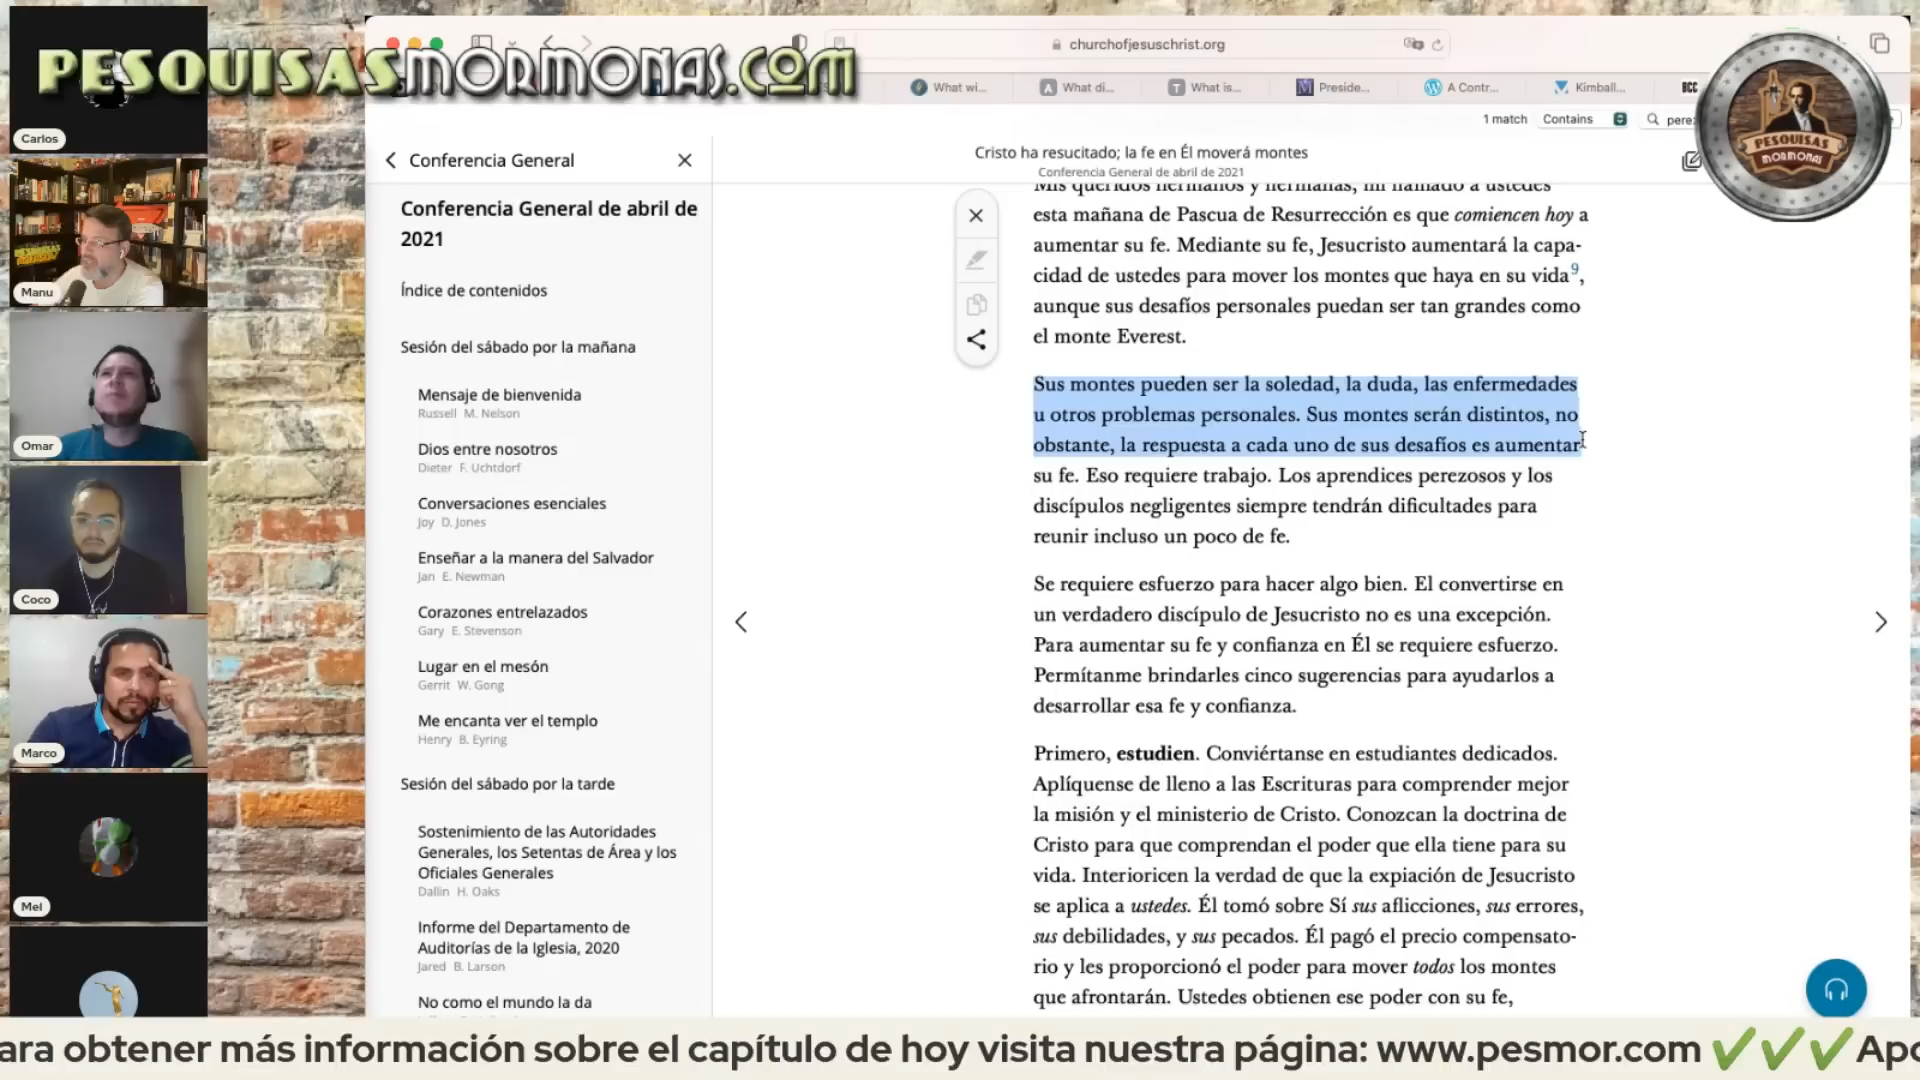 PESQUISASMORMONAS.COM
churchofjesuschrist.org
What wi...
What di...
What is...
Preside...
A Contr...
Kimball...
BCC
1 match
Contains
PESQUISAS
MORMONAS
Carlos
Manu
Omar
Coco
Marco
Mel
Conferencia General
Conferencia General de abril de
2021
Índice de contenidos
Sesión del sábado por la mañana
Mensaje de bienvenida
Russell M. Nelson
Dios entre nosotros
Dieter F. Uchtdorf
Conversaciones esenciales
Joy D. Jones
Enseñar a la manera del Salvador
Jan E. Newman
Corazones entrelazados
Gary E. Stevenson
Lugar en el mesón
Gerrit W. Gong
Me encanta ver el templo
Henry B. Eyring
Sesión del sábado por la tarde
Sostenimiento de las Autoridades
Generales, los Setentas de Área y los
Oficiales Generales
Dallin H. Oaks
Informe del Departamento de
Auditorías de la Iglesia, 2020
Jared B. Larson
No como el mundo la da
Cristo ha resucitado; la fe en Él moverá montes
Conferencia General de abril de 2021
Mis queridos hermanos y hermanas, mi llamado a ustedes
esta mañana de Pascua de Resurrección es que comiencen hoy a
aumentar su fe. Mediante su fe, Jesucristo aumentará la capa-
cidad de ustedes para mover los montes que haya en su vida9,
aunque sus desafíos personales puedan ser tan grandes como
el monte Everest.
Sus montes pueden ser la soledad, la duda, las enfermedades
u otros problemas personales. Sus montes serán distintos, no
obstante, la respuesta a cada uno de sus desafíos es aumentar
su fe. Eso requiere trabajo. Los aprendices perezosos y los
discípulos negligentes siempre tendrán dificultades para
reunir incluso un poco de fe.
Se requiere esfuerzo para hacer algo bien. El convertirse en
un verdadero discípulo de Jesucristo no es una excepción.
Para aumentar su fe y confianza en Él se requiere esfuerzo.
Permítanme brindarles cinco sugerencias para ayudarlos a
desarrollar esa fe y confianza.
Primero, estudien. Conviértanse en estudiantes dedicados.
Aplíquense de lleno a las Escrituras para comprender mejor
la misión y el ministerio de Cristo. Conozcan la doctrina de
Cristo para que comprendan el poder que ella tiene para su
vida. Interioricen la verdad de que la expiación de Jesucristo
se aplica a ustedes. Él tomó sobre Sí sus aflicciones, sus errores,
sus debilidades, y sus pecados. Él pagó el precio compensato-
rio y les proporcionó el poder para mover todos los montes
que afrontarán. Ustedes obtienen ese poder con su fe,
ara obtener más información sobre el capítulo de hoy visita nuestra página: www.pesmor.com ✓✓✓ Apo